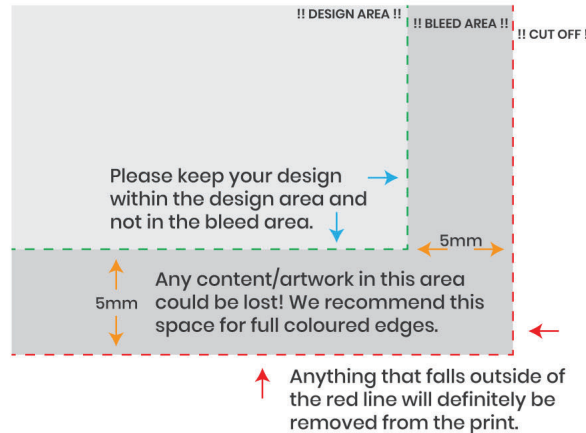 !! DESIGN AREA !!
!! BLEED AREA !!
!! CUT OFF !!
Please keep your design
within the design area and
not in the bleed area.
5mm
5mm
Any content/artwork in this area
could be lost! We recommend this
space for full coloured edges.
Anything that falls outside of
the red line will definitely be
removed from the print.